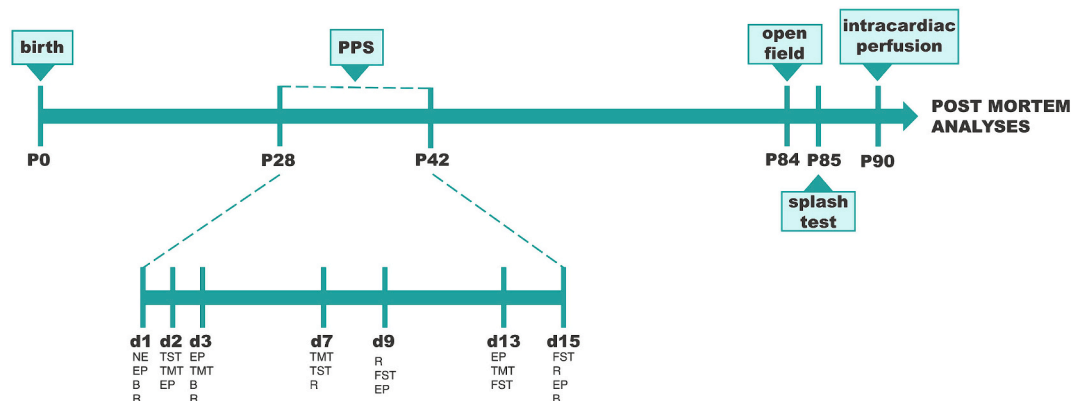 birth
PPS
open
field
intracardiac
perfusion
POST MORTEM
ANALYSES
P0
P28
P42
P84
P85
P90
splash
test
d1
NE
EP
B
R
d2
TST
TMT
EP
d3
EP
TMT
B
R
d7
TMT
TST
R
d9
R
FST
EP
d13
EP
TMT
FST
d15
FST
R
EP
B